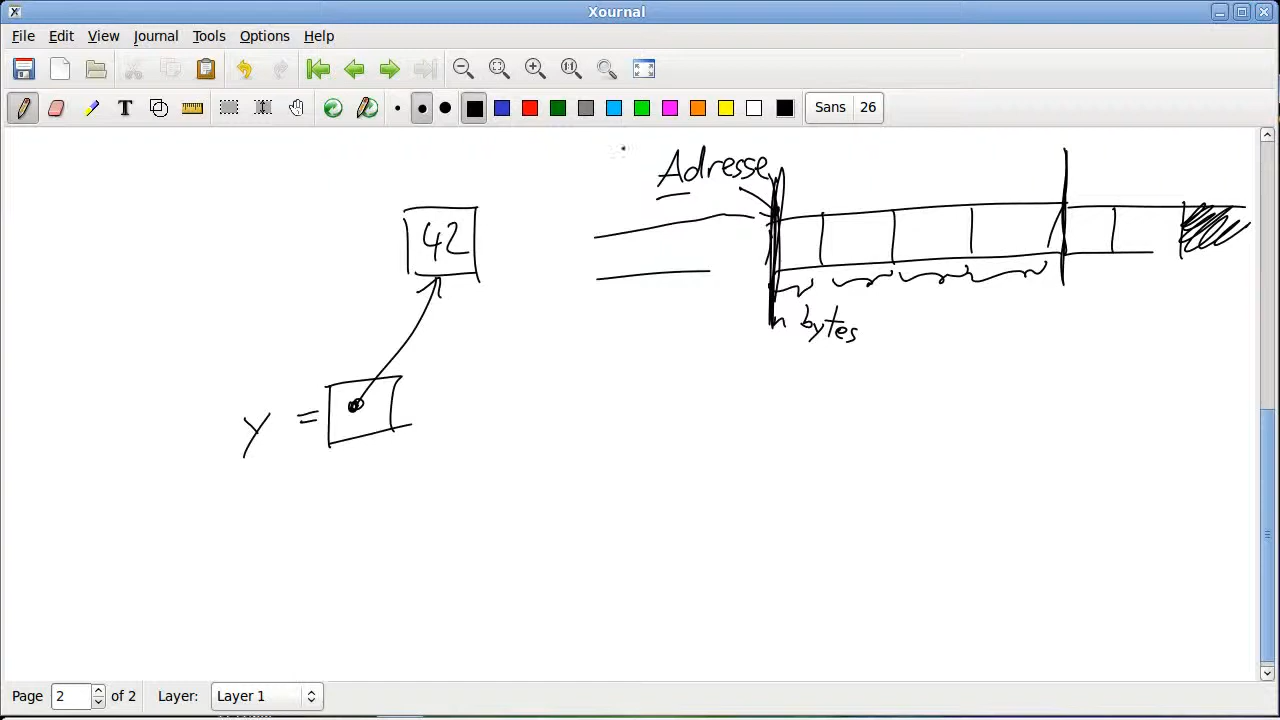 Xournal
File Edit View Journal Tools Options Help
Sans 26
Adresse
42
n bytes
y =
Page 2 of 2 Layer: Layer 1